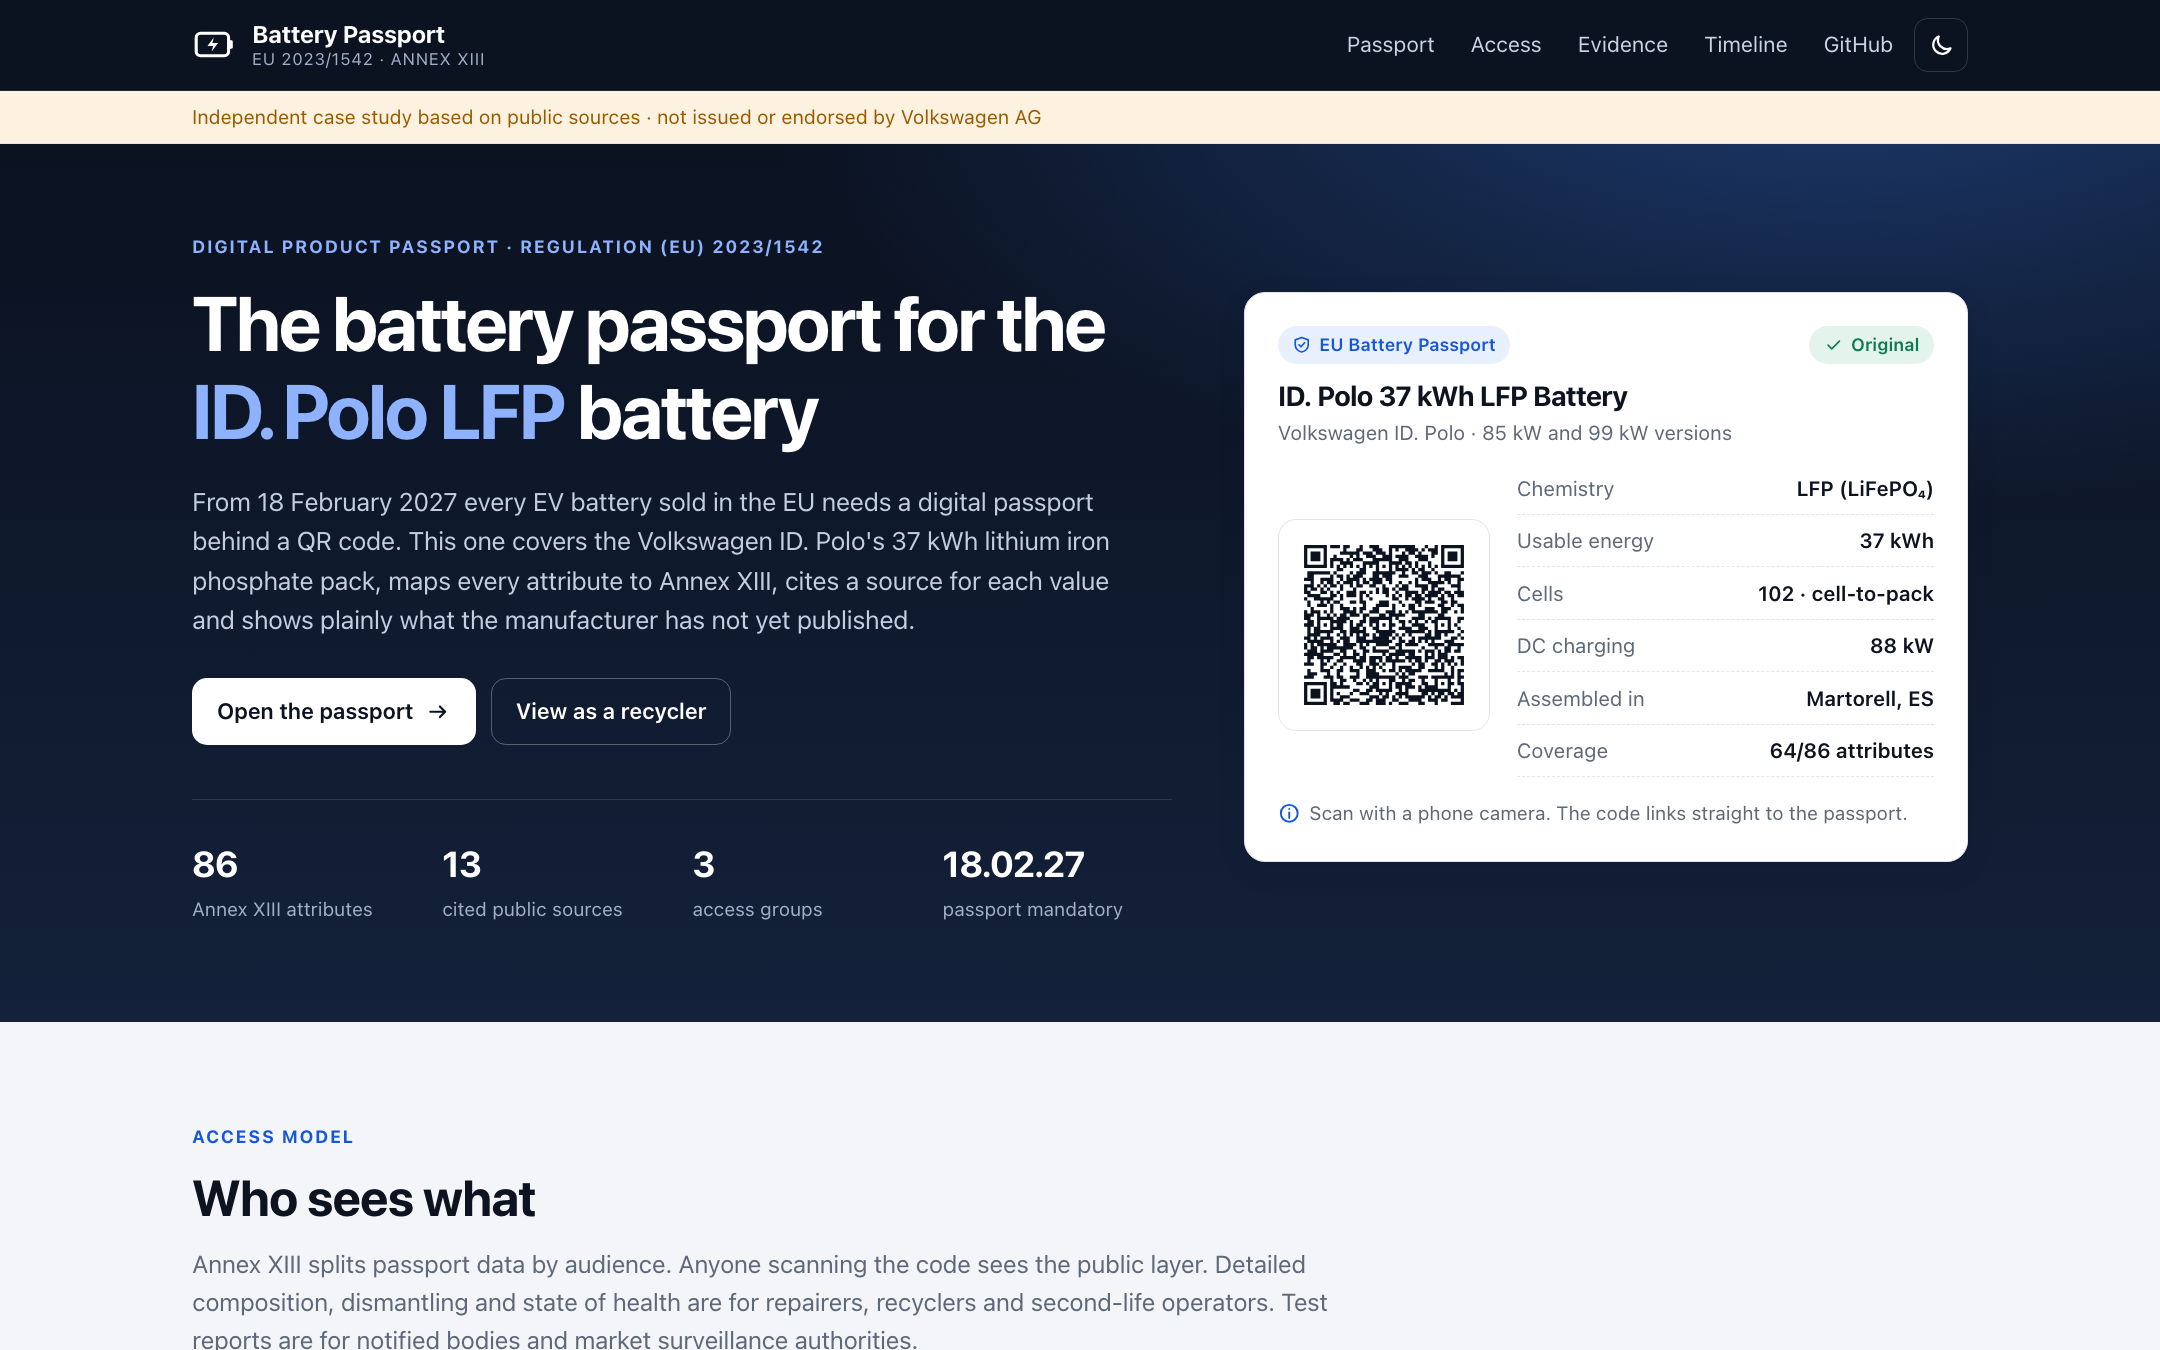 Battery Passport
EU 2023/1542 · ANNEX XIII
Passport
Access
Evidence
Timeline
GitHub
Independent case study based on public sources · not issued or endorsed by Volkswagen AG
DIGITAL PRODUCT PASSPORT · REGULATION (EU) 2023/1542
The battery passport for the
ID. Polo LFP battery
From 18 February 2027 every EV battery sold in the EU needs a digital passport
behind a QR code. This one covers the Volkswagen ID. Polo's 37 kWh lithium iron
phosphate pack, maps every attribute to Annex XIII, cites a source for each value
and shows plainly what the manufacturer has not yet published.
Open the passport →
View as a recycler
86
Annex XIII attributes
13
cited public sources
3
access groups
18.02.27
passport mandatory
EU Battery Passport
Original
ID. Polo 37 kWh LFP Battery
Volkswagen ID. Polo · 85 kW and 99 kW versions
Chemistry LFP (LiFePO₄)
Usable energy 37 kWh
Cells 102 · cell-to-pack
DC charging 88 kW
Assembled in Martorell, ES
Coverage 64/86 attributes
Scan with a phone camera. The code links straight to the passport.
ACCESS MODEL
Who sees what
Annex XIII splits passport data by audience. Anyone scanning the code sees the public layer. Detailed
composition, dismantling and state of health are for repairers, recyclers and second-life operators. Test
reports are for notified bodies and market surveillance authorities.